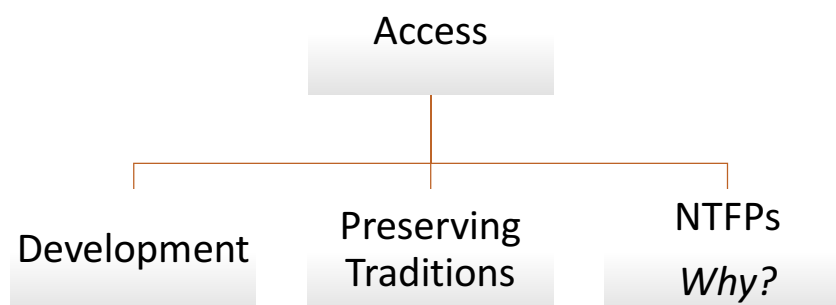 Access
Development
Preserving
Traditions
NTFPs
Why?